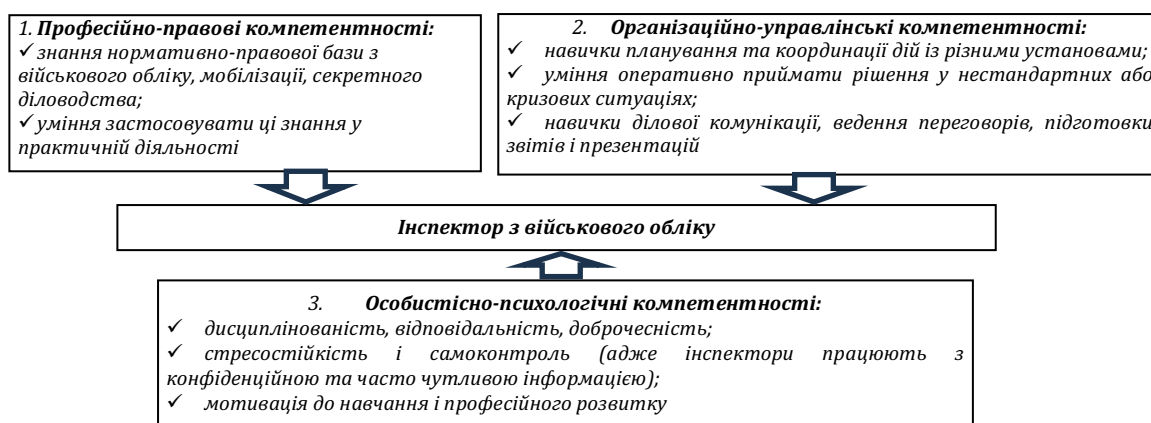 1. Професійно-правові компетентності:
✓ знання нормативно-правової бази з
військового обліку, мобілізації, секретного
діловодства;
✓ уміння застосовувати ці знання у
практичній діяльності
2. Організаційно-управлінські компетентності:
✓ навички планування та координації дій із різними установами;
✓ уміння оперативно приймати рішення у нестандартних або
кризових ситуаціях;
✓ навички ділової комунікації, ведення переговорів, підготовки
звітів і презентацій
Інспектор з військового обліку
3. Особистісно-психологічні компетентності:
✓ дисциплінованість, відповідальність, доброчесність;
✓ стресостійкість і самоконтроль (адже інспектори працюють з
конфіденційною та часто чутливою інформацією);
✓ мотивація до навчання і професійного розвитку